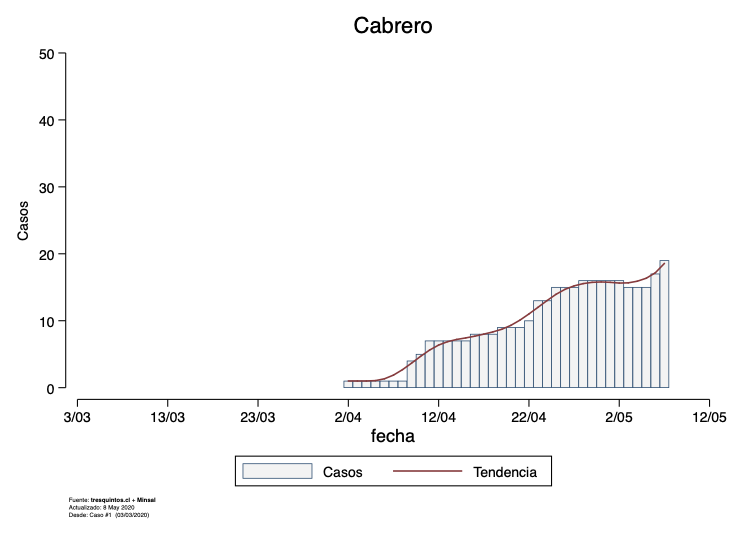 Cabrero
50
40
30
20
10
0
Casos
3/03 13/03 23/03 2/04 12/04 22/04 2/05 12/05
fecha
Casos Tendencia
Fuente: tresquintos.cl + Minsal
Actualizado: 8 May 2020
Desde: Caso #1 (03/03/2020)